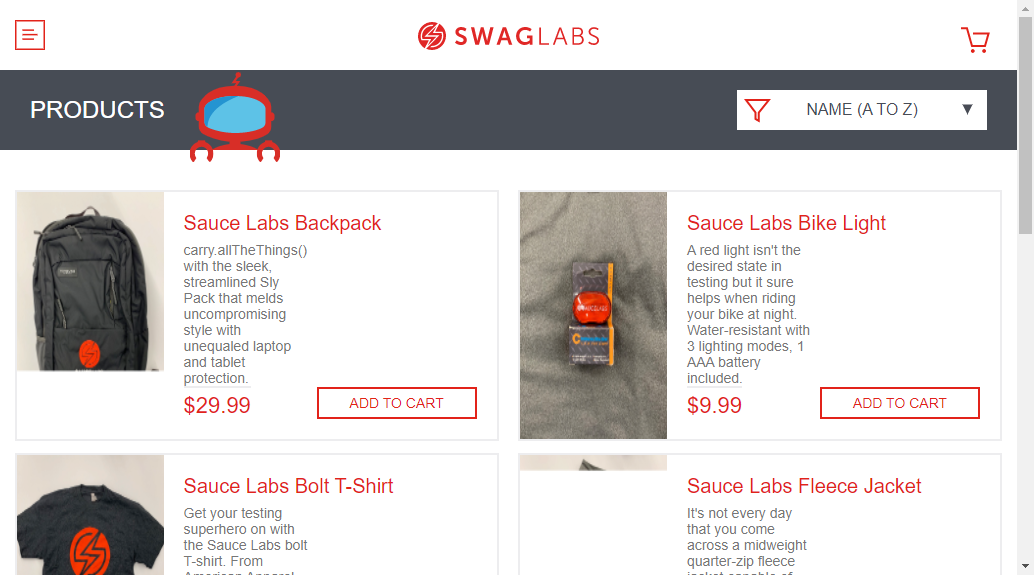 SWAGLABS
PRODUCTS
NAME (A TO Z)
Sauce Labs Backpack
carry.allTheThings()
with the sleek,
streamlined Sly
Pack that melds
uncompromising
style with
unequaled laptop
and tablet
protection.
$29.99
ADD TO CART
Sauce Labs Bike Light
A red light isn't the
desired state in
testing but it sure
helps when riding
your bike at night.
Water-resistant with
3 lighting modes, 1
AAA battery
included.
$9.99
ADD TO CART
Sauce Labs Bolt T-Shirt
Get your testing
superhero on with
the Sauce Labs bolt
T-shirt. From
American Apparel,
Sauce Labs Fleece Jacket
It's not every day
that you come
across a midweight
quarter-zip fleece
jacket capable of